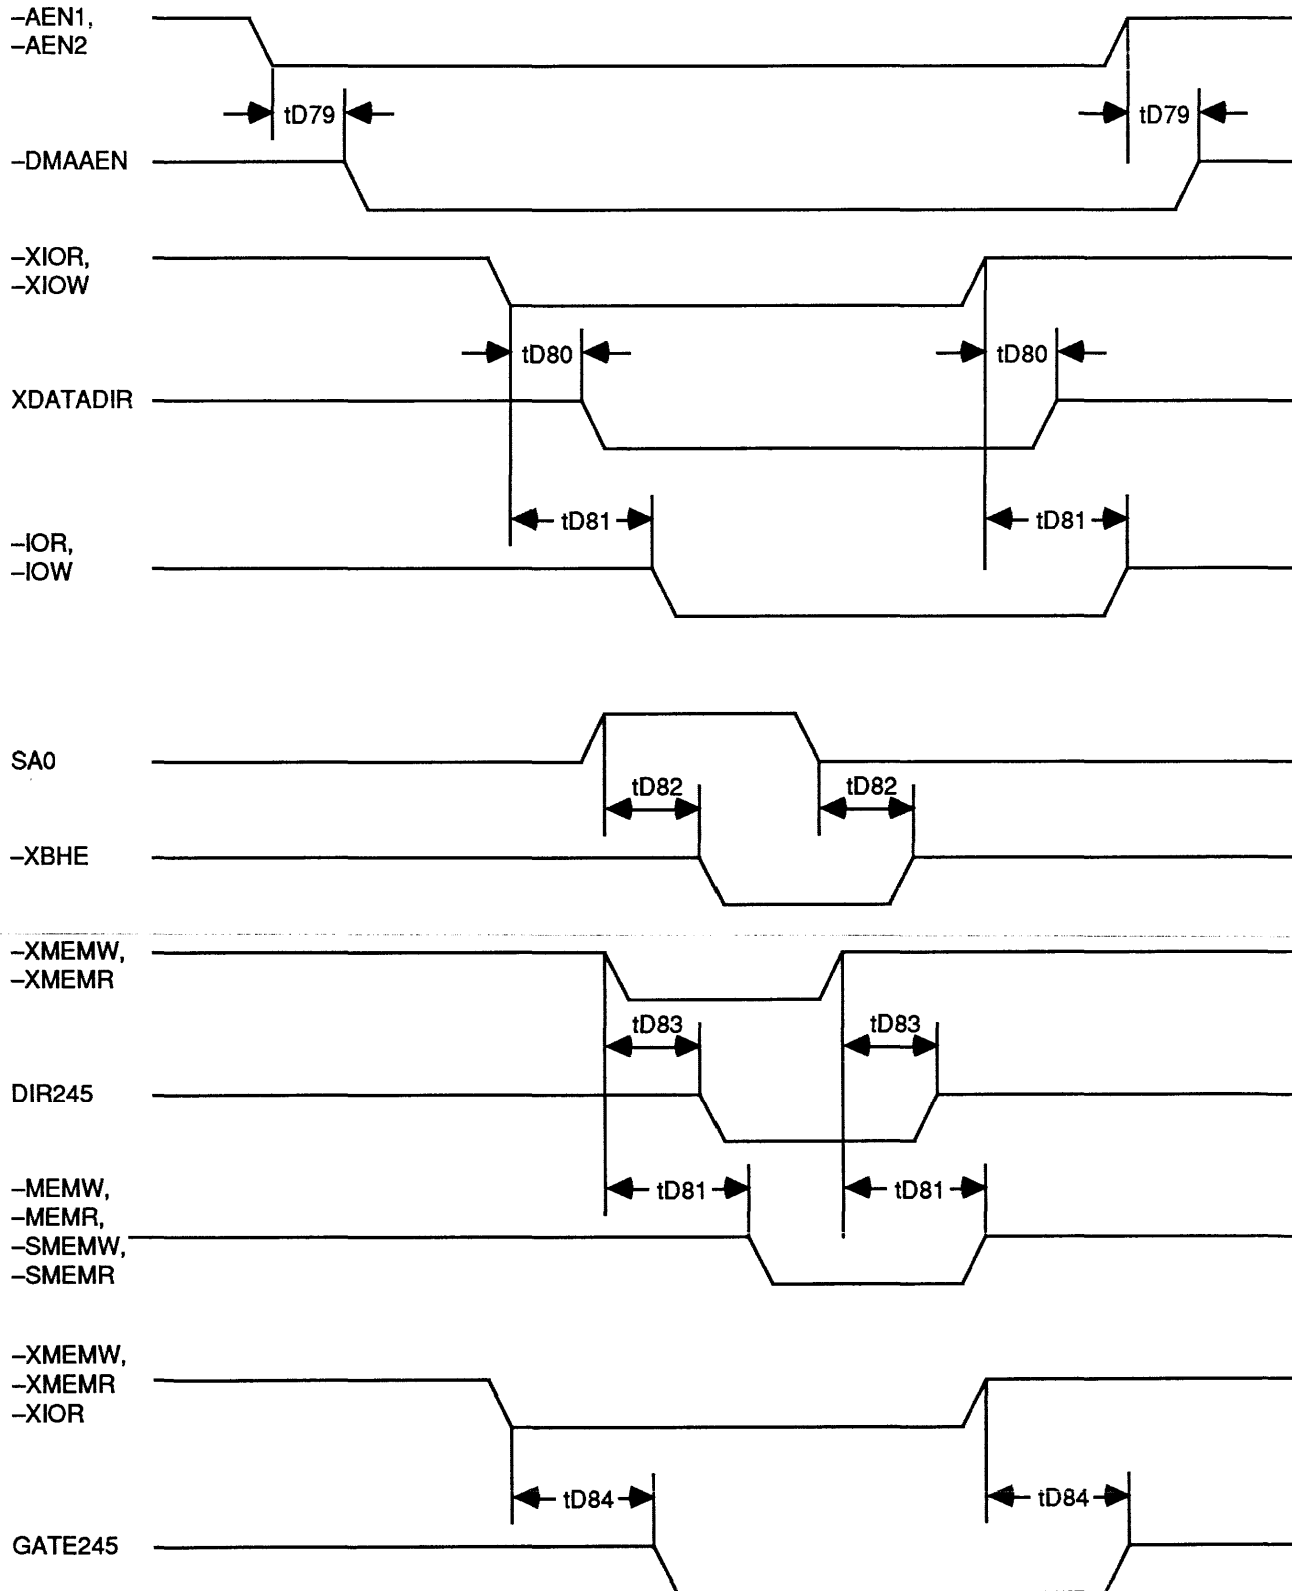 –AEN1,
–AEN2
tD79 tD79
–DMAAEN
–XIOR,
–XIOW
tD80 tD80
XDATADIR
tD81 tD81
–IOR,
–IOW
SA0
tD82 tD82
–XBHE
–XMEMW,
–XMEMR
tD83 tD83
DIR245
–MEMW,
tD81 tD81
–MEMR,
–SMEMW,
–SMEMR
–XMEMW,
–XMEMR
–XIOR
tD84 tD84
GATE245